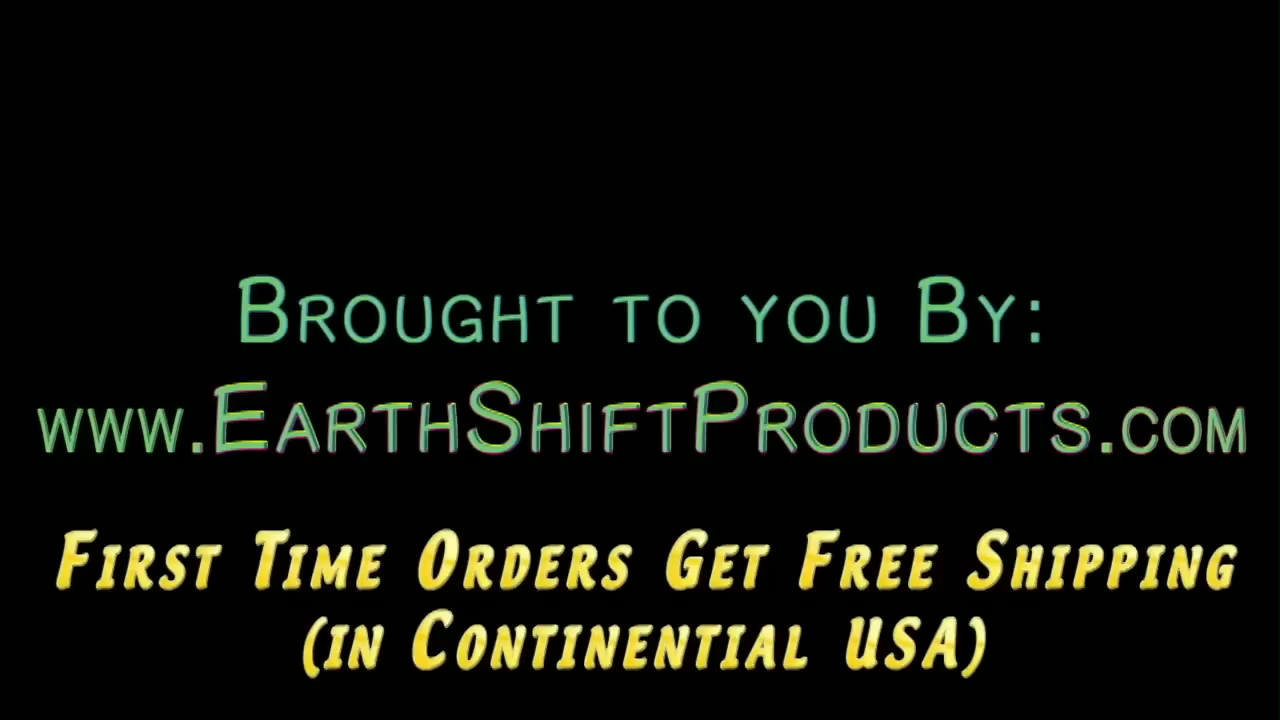 Brought to you By:
www.EarthShiftProducts.com
First Time Orders Get Free Shipping
(in Continental USA)